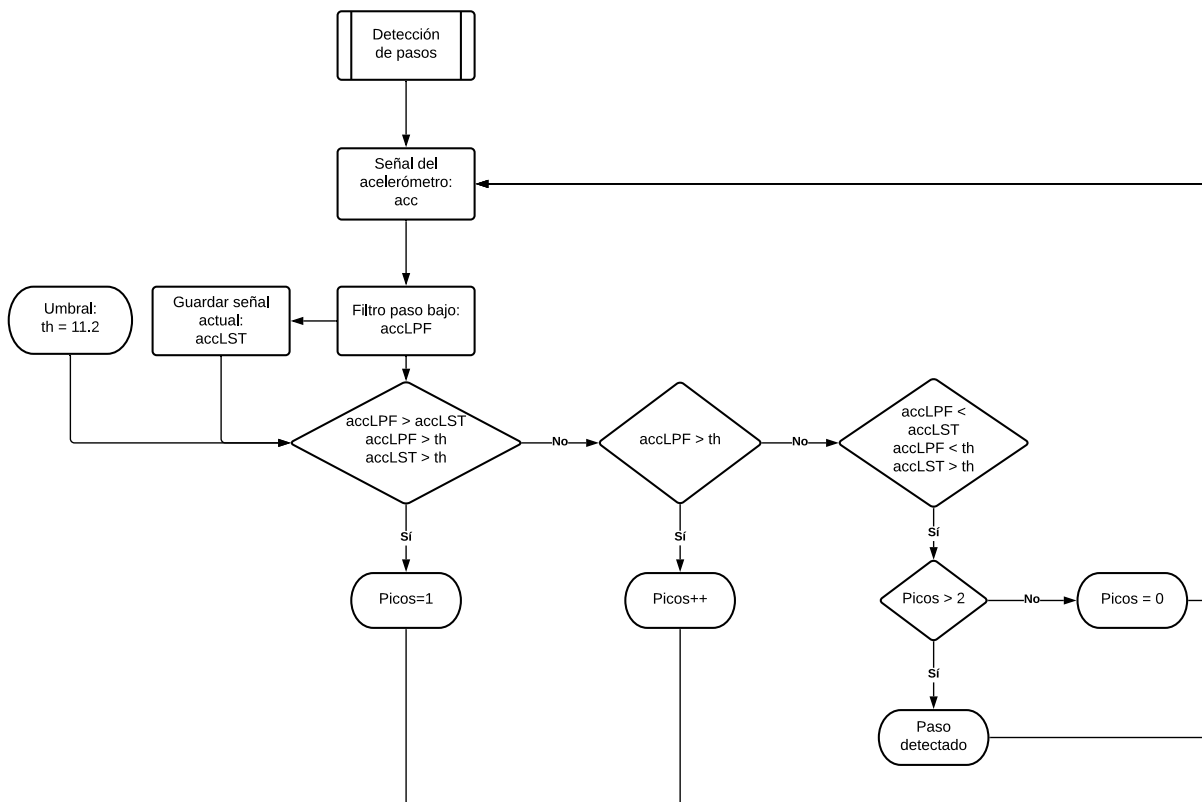 Detección
de pasos
Señal del
acelerómetro:
acc
Umbral:
th = 11.2
Guardar señal
actual:
accLST
Filtro paso bajo:
accLPF
accLPF > accLST
accLPF > th
accLST > th
No
accLPF > th
No
accLPF <
accLST
accLPF < th
accLST > th
Sí
Sí
Sí
Picos=1
Picos++
Picos > 2
No
Picos = 0
Sí
Paso
detectado